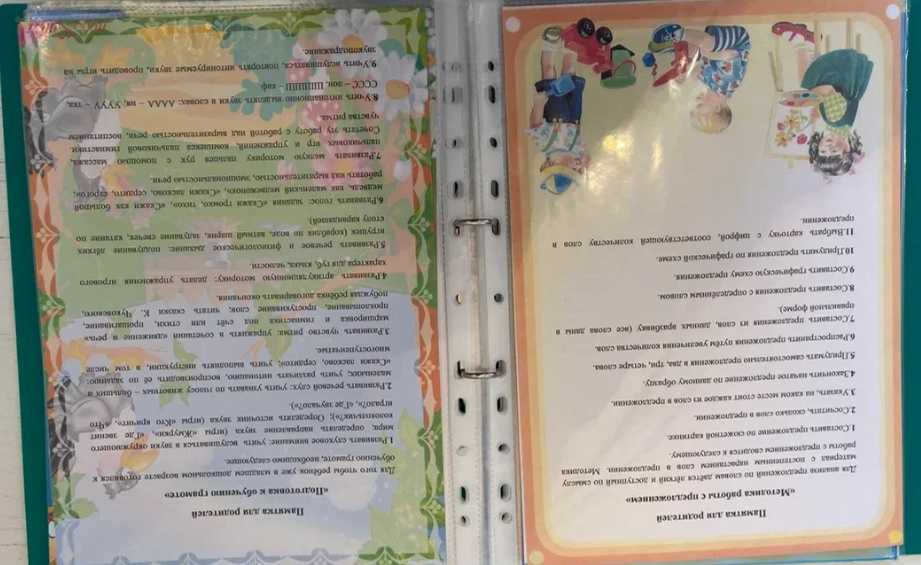 Памятка для родителей
«Методика работы с предложением»
Для анализа предложений по словам даётся лёгкий и доступный по смыслу
материал с постепенным нарастанием слов в предложении. Методика
работы с предложением сводится к следующему.
1.Составить предложение по сюжетной картинке.
2.Сосчитать, сколько слов в предложении.
3.Указать, на каком месте стоит каждое из слов в предложении.
4.Закончить начатое предложение по данному образцу.
5.Придумать самостоятельно предложения в два, три, четыре слова.
6.Распространить предложения путём увеличения количества слов.
7.Составить предложения из слов, данных вразбивку (все слова даны в
правильной форме).
8.Составить предложения с определённым словом.
9.Составить графическую схему предложения.
10.Придумать предложения по графической схеме.
11.Выбрать карточку с цифрой, соответствующей количеству слов в
предложении.
Памятка для родителей
«Подготовка к обучению грамоте»
Для того чтобы ребёнок уже в младшем дошкольном возрасте готовился к
обучению грамоте, необходимо следующее.
1.Развивать слуховое внимание: учить вслушиваться в звуки окружающего
мира, определять направление звука (игры «Жмурки», «Где звенит
колокольчик?»); Определять источник звука (игры «Кто кричит», «Что
играло?», «Где звучало?»).
2.Развивать речевой слух: учить узнавать по голосу животных – больших и
маленьких; учить различать интонацию, воспроизводить её по заданию:
«Скажи ласково, сердито»; учить выполнять инструкции, в том числе
многоступенчатые.
3.Развивать чувство ритма: упражнять в сочетании «движение и речь»
маршировка и гимнастика под счёт или стихи, прошагивание,
прохлопывание, простукивание слов; читать сказки К. Чуковского,
побуждая ребёнка договаривать окончания.
4.Развивать артикуляционную моторику: делать упражнения игрового
характера для губ, языка, челюсти.
5.Развивать речевое и физиологическое дыхание: поддувание лёгких
игрушек (кораблик по воде, ватный шарик, задувание свечек, катание по
столу карандашей).
6.Развивать голос: задания «Скажи громко, тихо», «Скажи как большой
медведь, как маленький медвежонок», «Скажи ласково, сердито, строго»;
работать над выразительностью, эмоциональностью речи.
7.Развивать мелкую моторику пальцев рук с помощью массажа,
пальчиковых игр и упражнений, комплекса пальчиковой гимнастики.
Сочетать эту работу с работой над выразительностью речи, воспитанием
чувства ритма.
8.Учить интонационно выделять звуки в словах: АААА – ня, УУУУ – тка,
СССС – лон, ШШШШ – каф.
9.Учить вслушиваться, повторять интонируемые звуки, проводить игры на
звукоподражание.